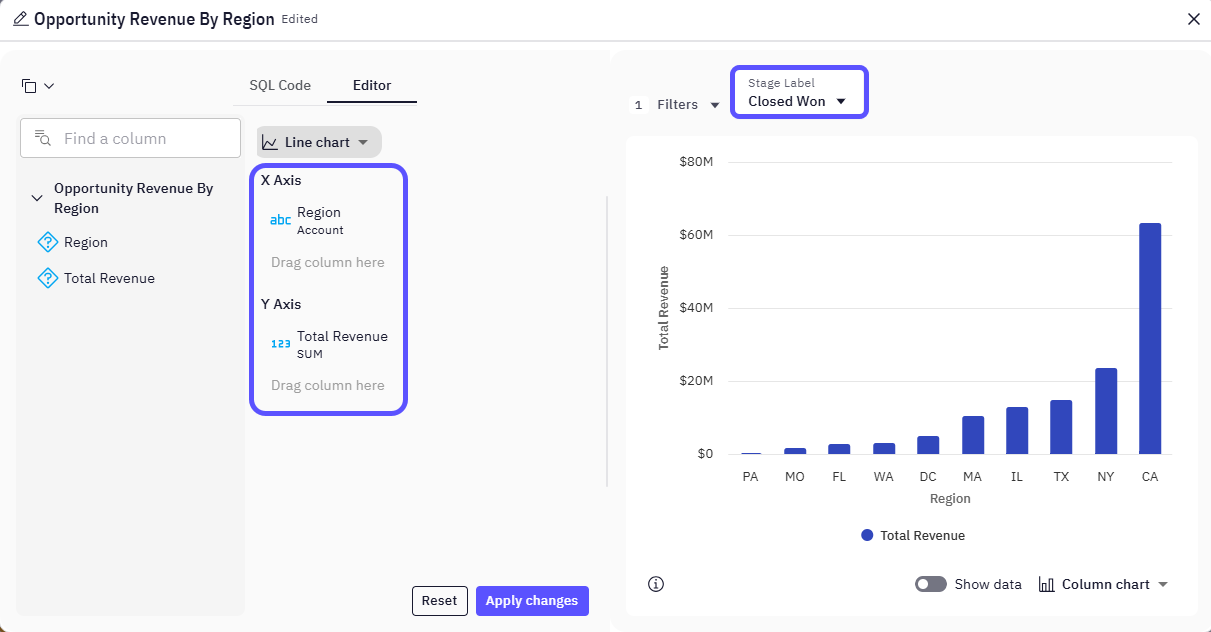 Opportunity Revenue By Region Edited
SQL Code
Editor
Find a column
Opportunity Revenue By
Region
Region
Total Revenue
Line chart
X Axis
abc
Region
Account
Drag column here
Y Axis
123
Total Revenue
SUM
Drag column here
Reset
Apply changes
1 Filters
Stage Label
Closed Won
$80M
$60M
$40M
$20M
$0
Total Revenue
PA MO FL WA DC MA IL TX NY CA
Region
Total Revenue
Show data
Column chart